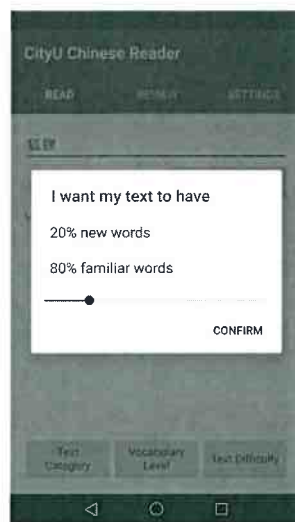 CityU Chinese Reader
READ REVIEW SETTINGS
I want my text to have
20% new words
80% familiar words
CONFIRM
Text Category
Vocabulary Level
Text Difficulty